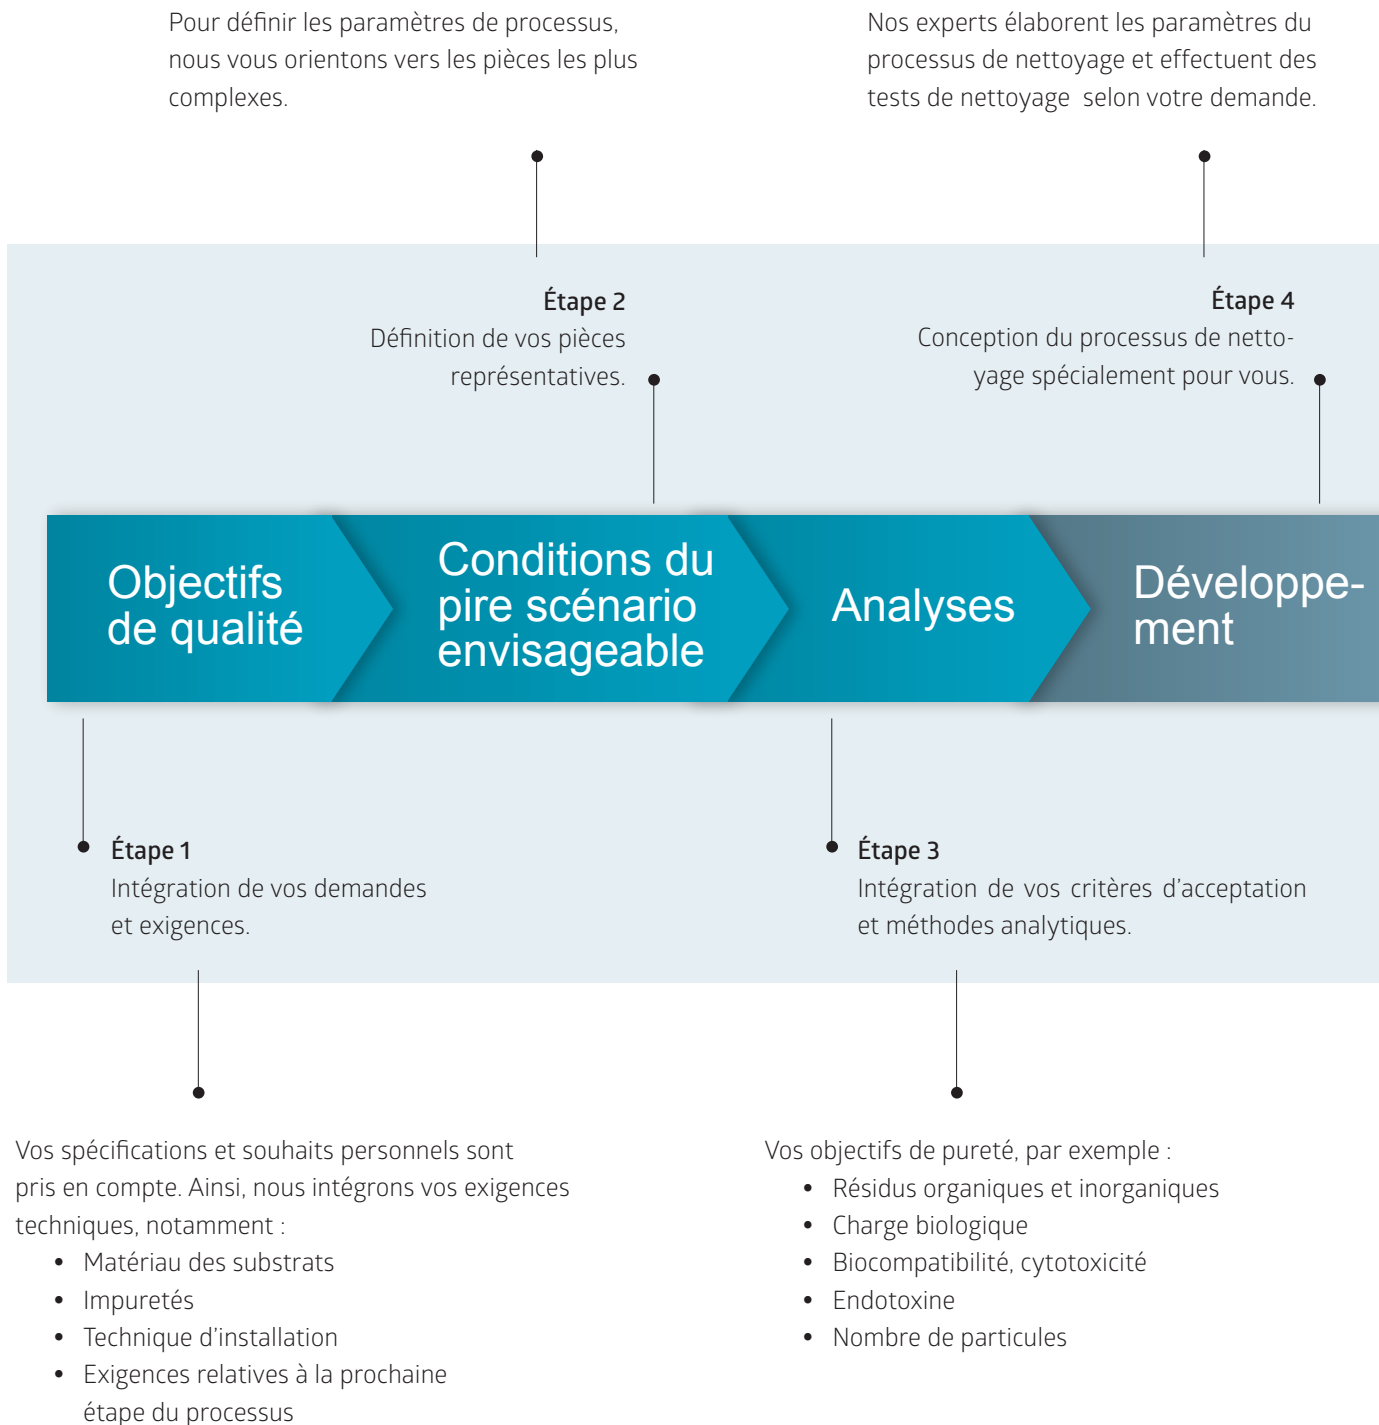 Pour définir les paramètres de processus,
nous vous orientons vers les pièces les plus
complexes.
Nos experts élaborent les paramètres du
processus de nettoyage et effectuent des
tests de nettoyage selon votre demande.
Étape 2
Définition de vos pièces
représentatives.
Étape 4
Conception du processus de netto-
yage spécialement pour vous.
Objectifs
de qualité
Conditions du
pire scénario
envisageable
Analyses
Développe-
ment
Étape 1
Intégration de vos demandes
et exigences.
Étape 3
Intégration de vos critères d’acceptation
et méthodes analytiques.
Vos spécifications et souhaits personnels sont
pris en compte. Ainsi, nous intégrons vos exigences
techniques, notamment :
• Matériau des substrats
• Impuretés
• Technique d’installation
• Exigences relatives à la prochaine
étape du processus
Vos objectifs de pureté, par exemple :
• Résidus organiques et inorganiques
• Charge biologique
• Biocompatibilité, cytotoxicité
• Endotoxine
• Nombre de particules